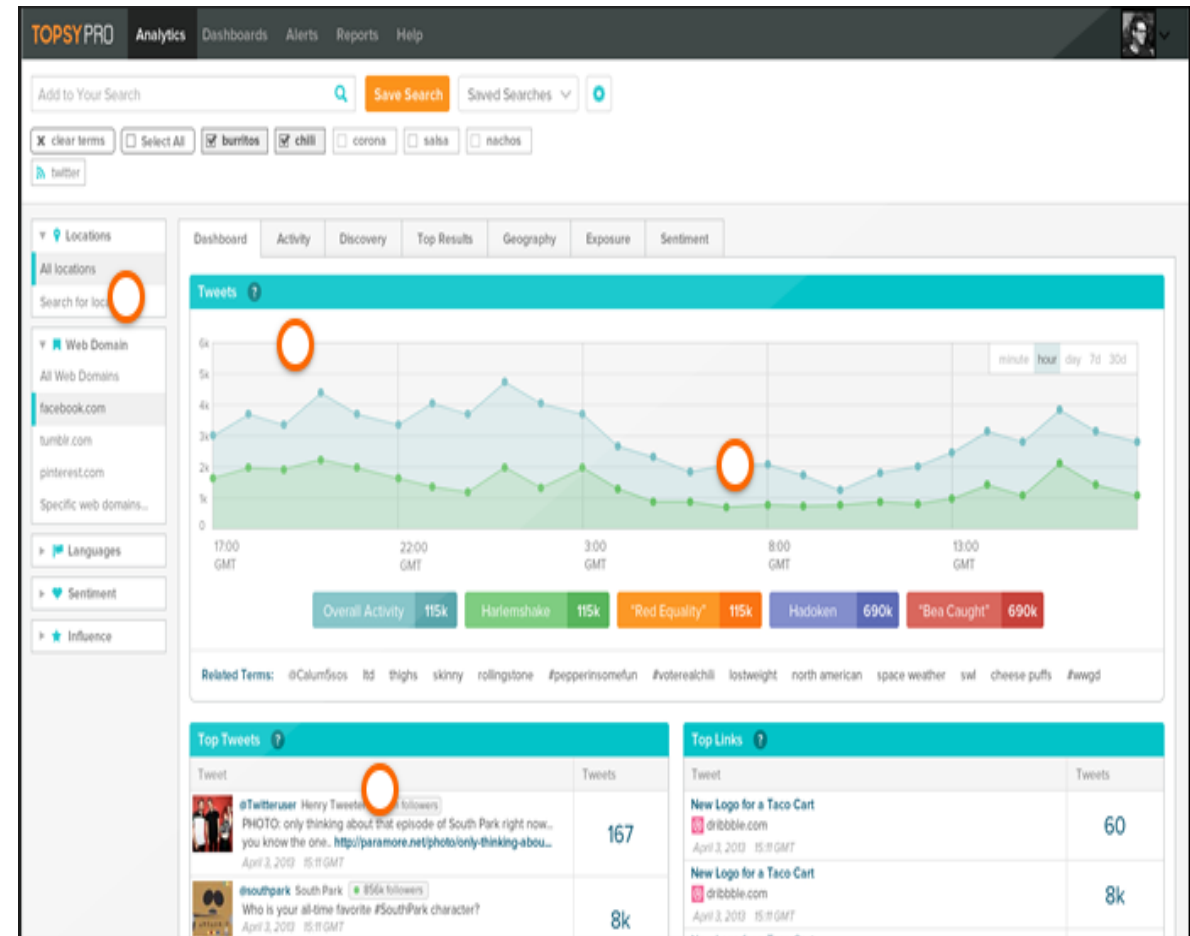 TOPSY PRO Analytics Dashboards Alerts Reports Help
Add to Your Search Save Search Saved Searches
X clear terms Select All burritos chili corona salsa nachos
twitter
Locations
All locations
Search for
Web Domain
All Web Domains
facebook.com
tumblr.com
pinterest.com
Specific web domains...
Languages
Sentiment
Influence
Dashboard Activity Discovery Top Results Geography Exposure Sentiment
Tweets ?
minute hour day 7d 30d
6k
5k
4k
3k
2k
1k
0
17:00 22:00 3:00 8:00 13:00
GMT GMT GMT GMT GMT
Overall Activity 115k Harlemshake 115k "Red Equality" 115k Hadoken 690k "Bea Caught" 690k
Related Terms: @Calum5sos ltd thighs skinny rollingstone #pepperinsomefun #voterealchili lostweight north american space weather swl cheese puffs #wwgd
Top Tweets ?
Tweet Tweets
@Twitteruser Henry followers
PHOTO: only thinking about that episode of South Park right now...
you know the one.. http://paramore.net/photo/only-thinking-abou...
April 3, 2013 15:11 GMT
167
@southpark South Park 856k followers
Who is your all-time favorite #SouthPark character?
April 3, 2013 15:11 GMT
8k
Top Links ?
Tweet Tweets
New Logo for a Taco Cart
dribbble.com
April 3, 2013 15:11 GMT
60
New Logo for a Taco Cart
dribbble.com
April 3, 2013 15:11 GMT
8k